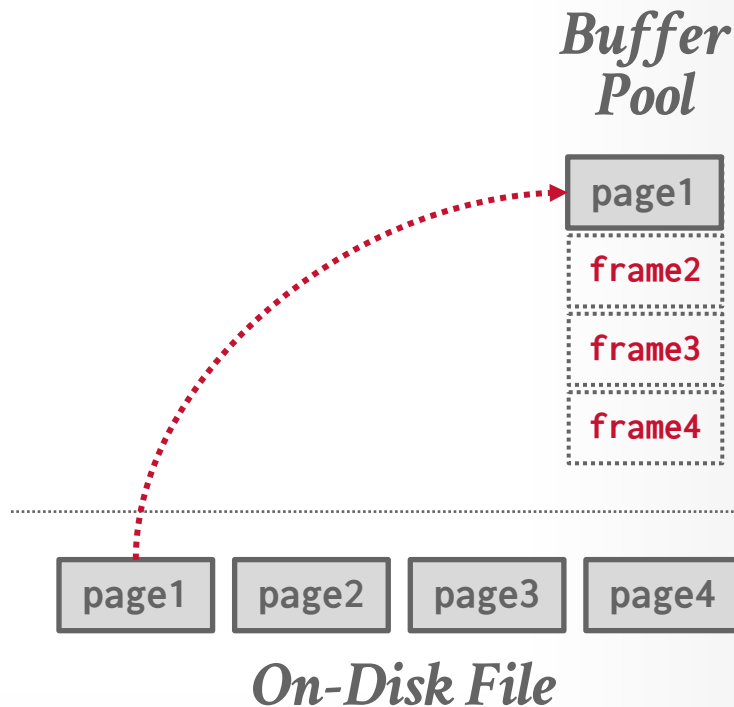 Buffer
Pool
page1
frame2
frame3
frame4
page1 page2 page3 page4
On-Disk File